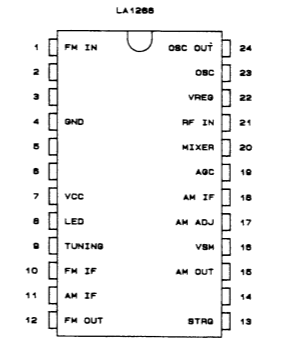 LA1266
1 FM IN OSC OUT 24
2 OSC 23
3 VREG 22
4 GND RF IN 21
5 MIXER 20
6 AGC 19
7 VCC AM IF 18
8 LED AM ADJ 17
9 TUNING VSM 16
10 FM IF AM OUT 15
11 AM IF 14
12 FM OUT STRQ 13